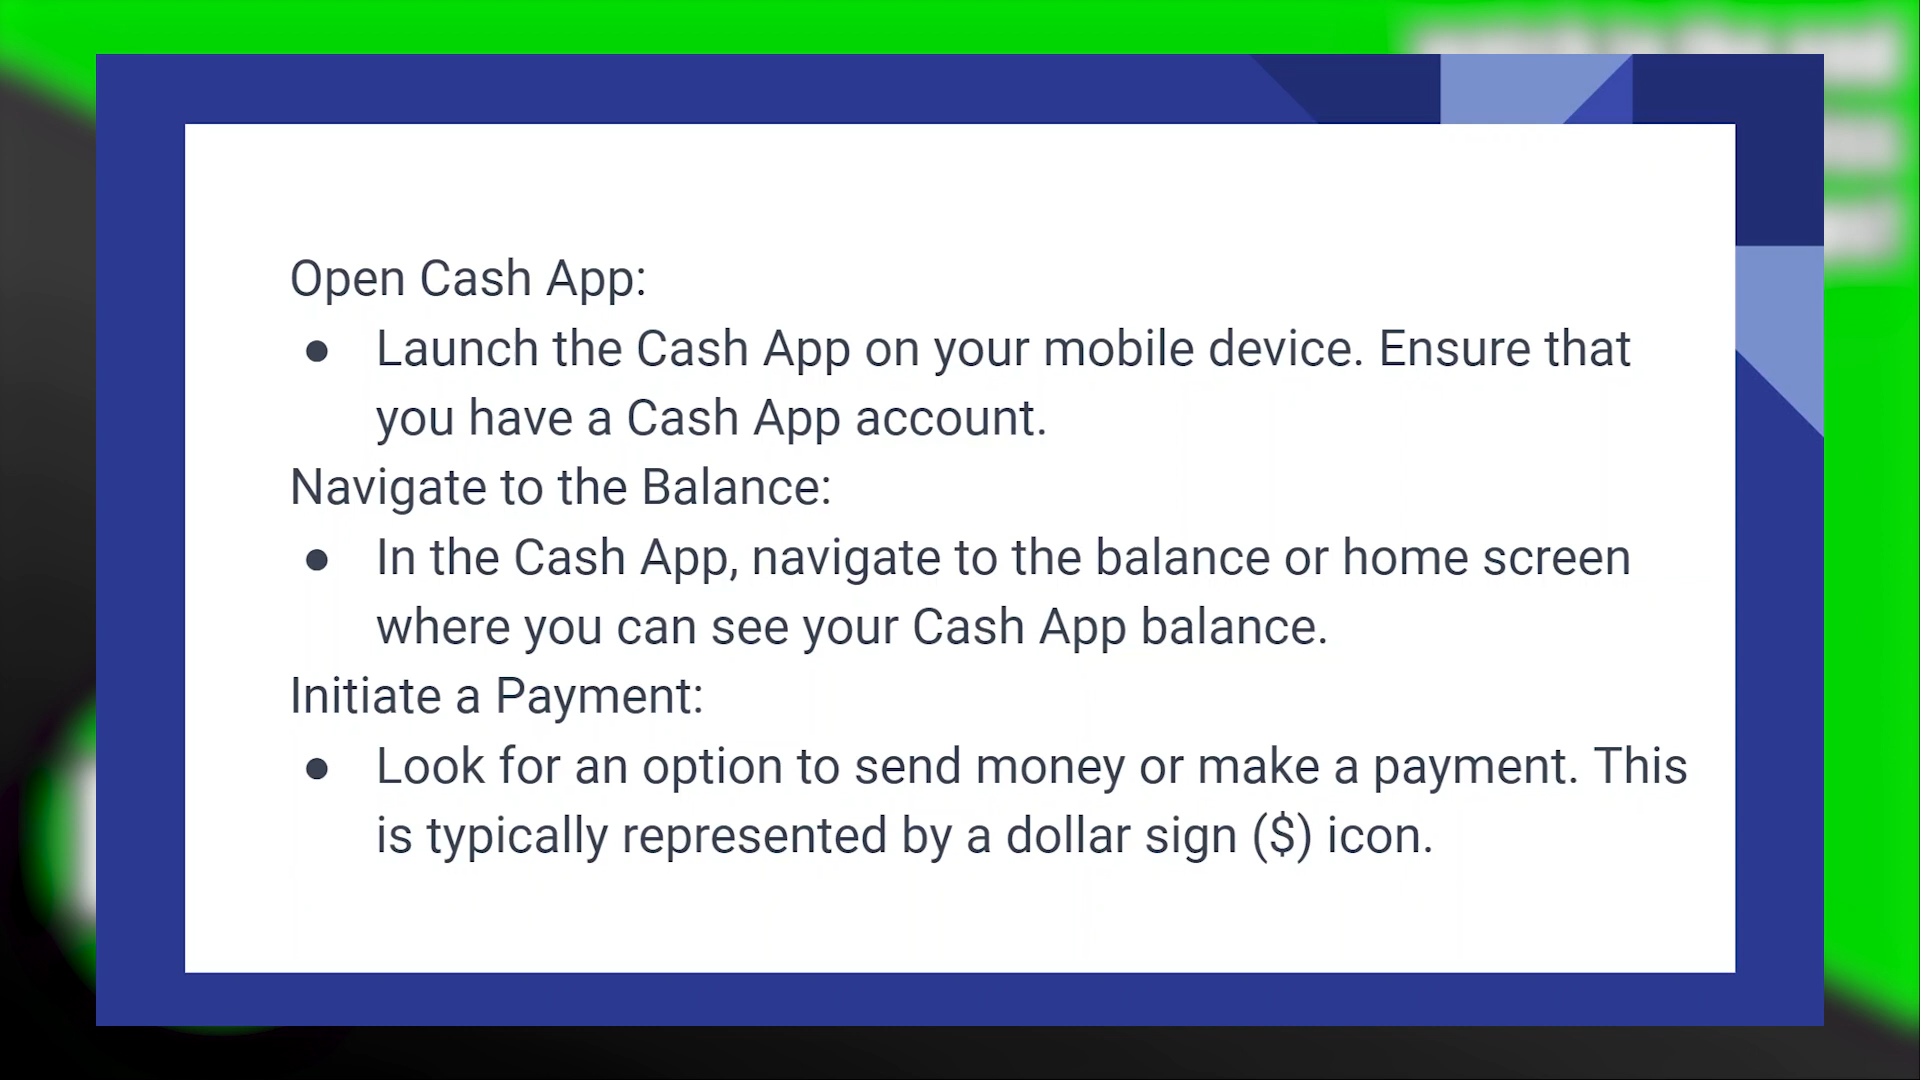 Open Cash App:
● Launch the Cash App on your mobile device. Ensure that
you have a Cash App account.
Navigate to the Balance:
● In the Cash App, navigate to the balance or home screen
where you can see your Cash App balance.
Initiate a Payment:
● Look for an option to send money or make a payment. This
is typically represented by a dollar sign ($) icon.